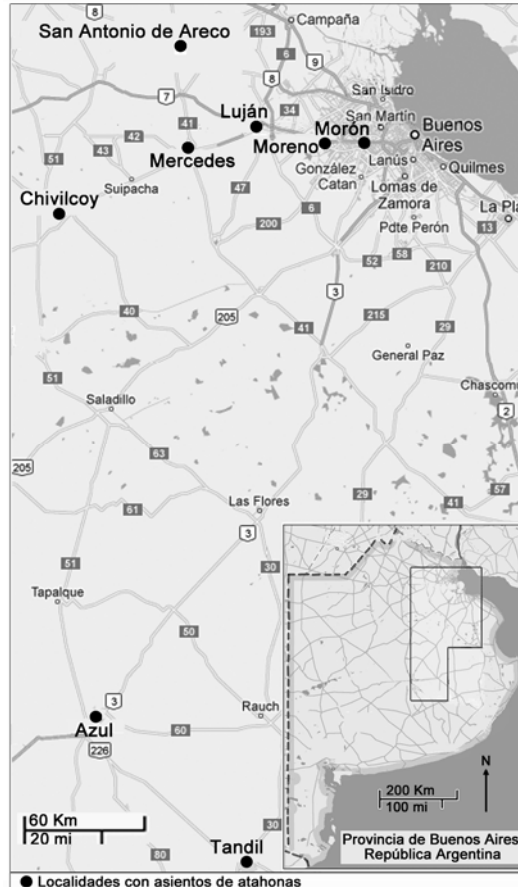 8
Campaña
San Antonio de Areco
193
6
9
8
7
San Isidro
Luján
34
41
San Martín
42
Morón
Buenos
Aires
43
Moreno
51
Mercedes
Lanús
González
Catan
Quilmes
Suipacha
47
Lomas de
Zamora
Chivilcoy
6
La Pla
200
Pdte Perón
13
52
58
210
3
40
205
41
215
29
General Paz
51
Chascomu
Saladillo
2
63
205
57
29
41
61
Las Flores
3
30
51
Tapalque
50
3
Rauch
Azul
60
226
200 Km
100 mi
N
60 Km
20 mi
30
Provincia de Buenos Aires
República Argentina
80
Tandil
Localidades con asientos de atahonas